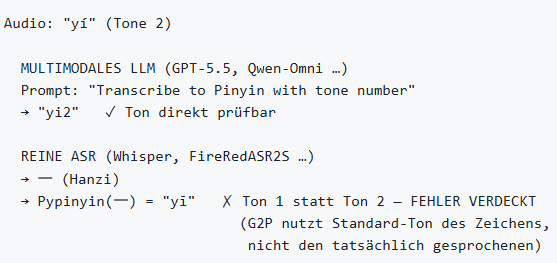 Audio: "yí" (Tone 2)
MULTIMODALES LLM (GPT-5.5, Qwen-Omni …)
Prompt: "Transcribe to Pinyin with tone number"
→ "yi2" ✓ Ton direkt prüfbar
REINE ASR (Whisper, FireRedASR2S …)
→ 一 (Hanzi)
→ Pypinyin(一) = "yī" ✗ Ton 1 statt Ton 2 — FEHLER VERDECKT
(G2P nutzt Standard-Ton des Zeichens,
nicht den tatsächlich gesprochenen)